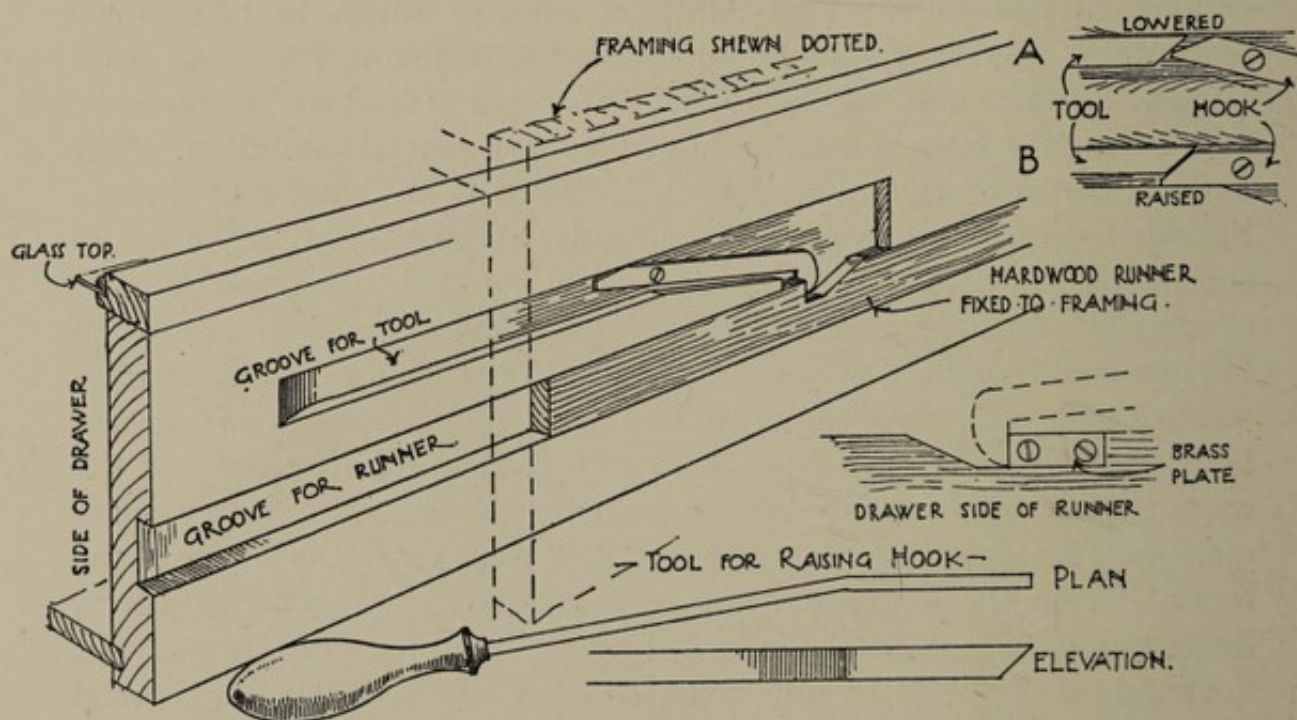 FRAMING SHEWN DOTTED.
A
LOWERED
TOOL
HOOK
B
RAISED
GLASS TOP.
HARDWOOD RUNNER
FIXED·TO·FRAMING.
GROOVE FOR TOOL
GROOVE FOR RUNNER.
SIDE OF DRAWER
BRASS
PLATE
DRAWER SIDE OF RUNNER
TOOL FOR RAISING HOOK—
PLAN
ELEVATION.